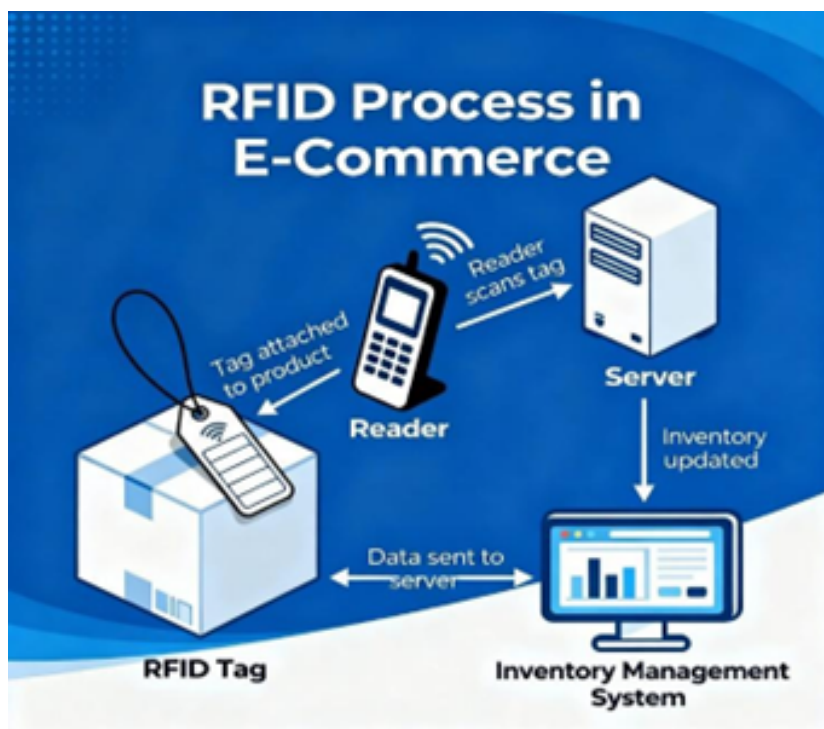 RFID Process in
E-Commerce
Reader
scans tag
Tag attached
to product
Reader
Server
Inventory
updated
Data sent to
server
RFID Tag
Inventory Management
System